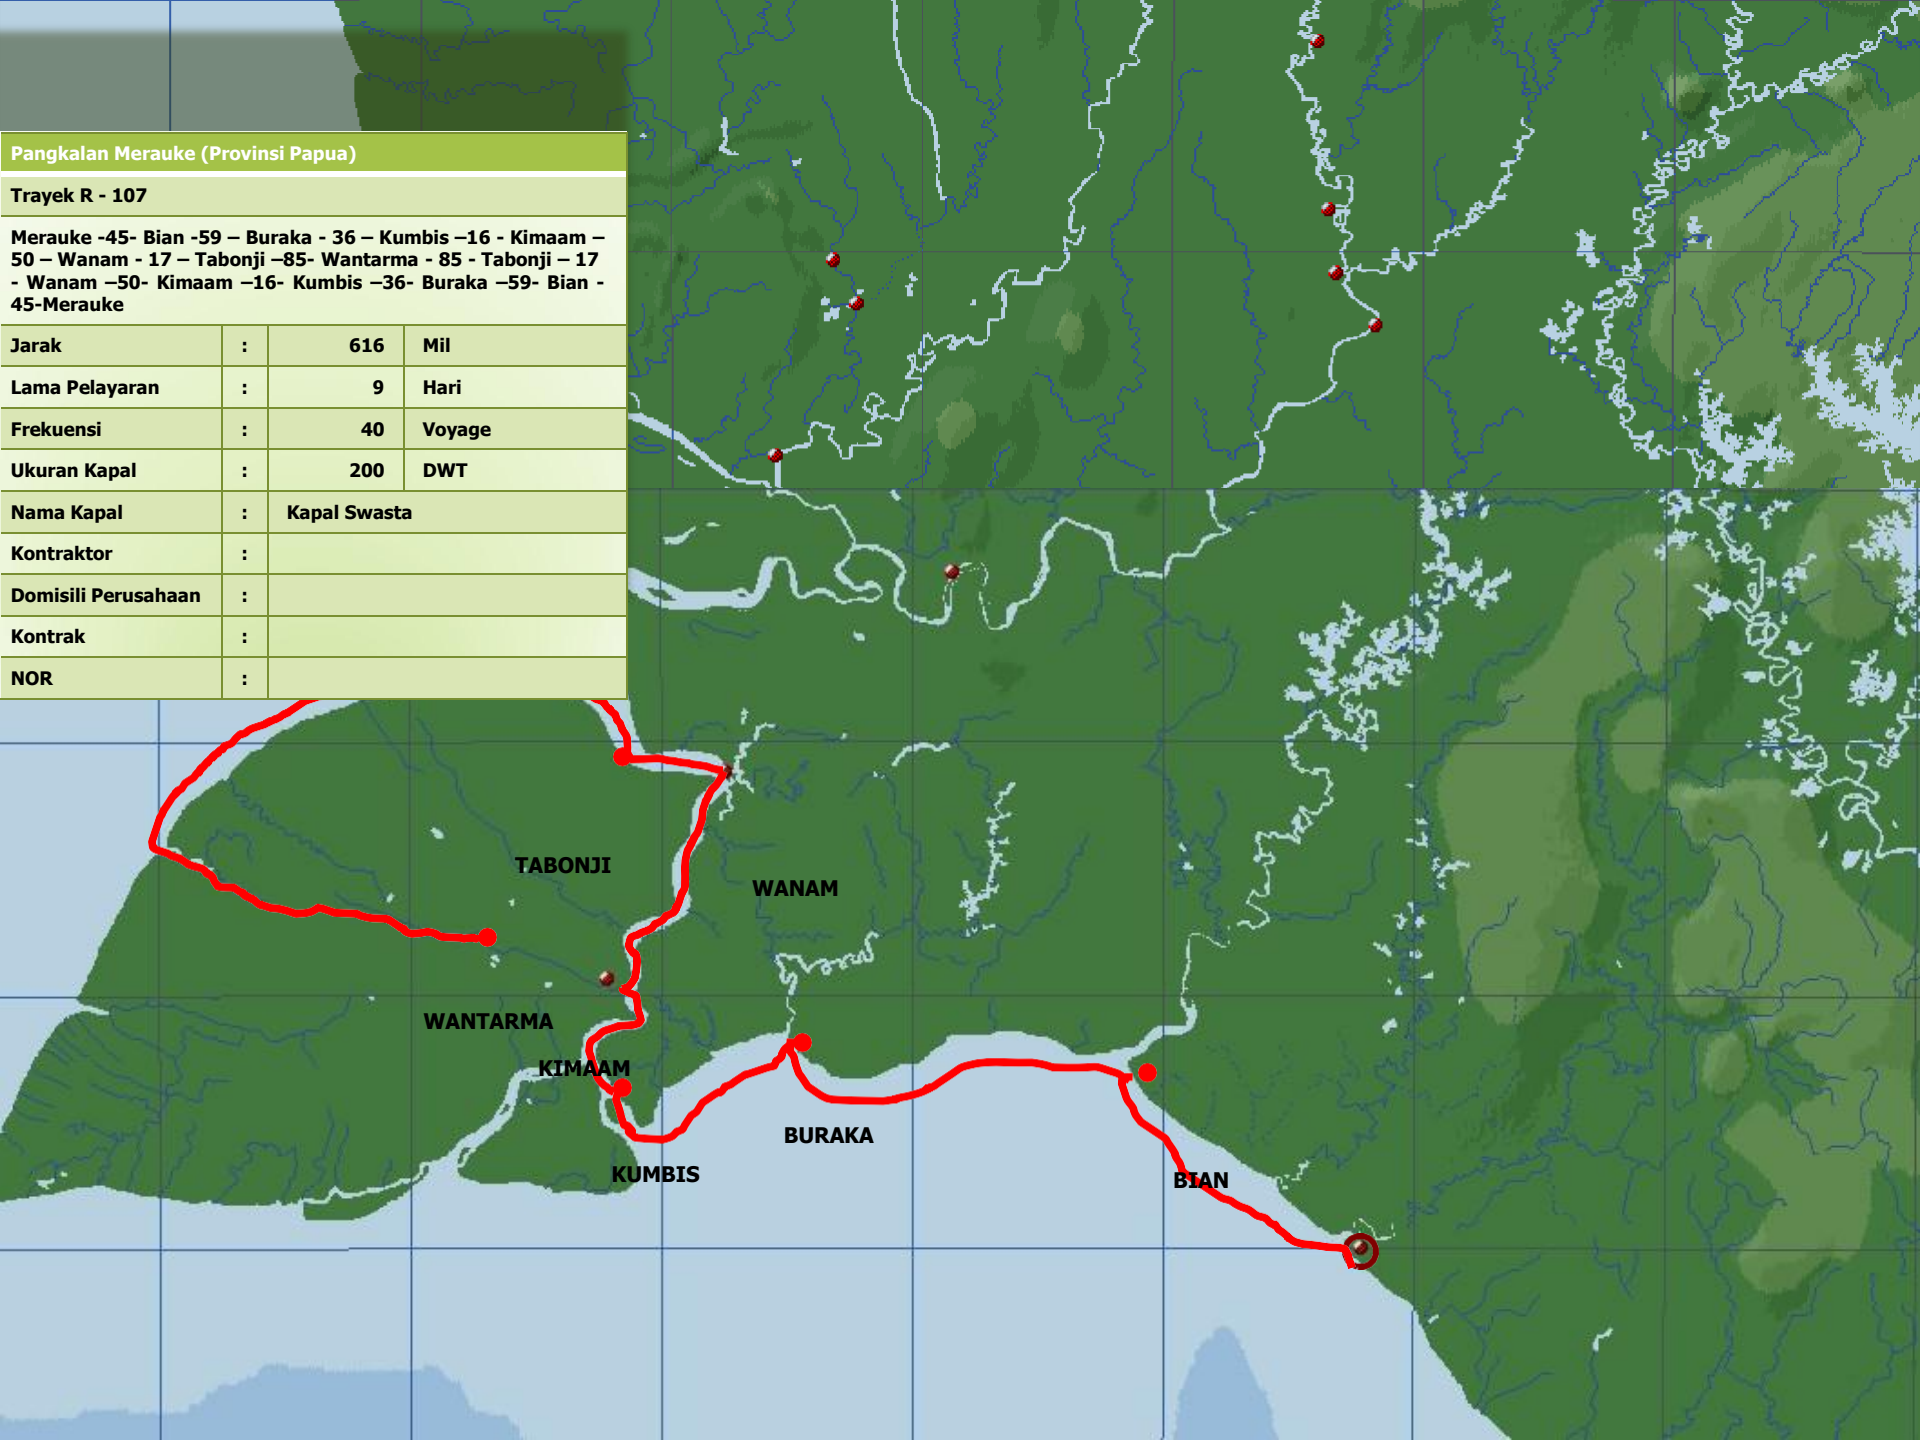 Pangkalan Merauke (Provinsi Papua)
Trayek R - 107
Merauke -45- Bian -59 – Buraka - 36 – Kumbis –16 - Kimaam –
50 – Wanam - 17 – Tabonji –85- Wantarma - 85 - Tabonji – 17
- Wanam –50- Kimaam –16- Kumbis –36- Buraka –59- Bian -
45-Merauke
Jarak : 616 Mil
Lama Pelayaran : 9 Hari
Frekuensi : 40 Voyage
Ukuran Kapal : 200 DWT
Nama Kapal : Kapal Swasta
Kontraktor :
Domisili Perusahaan :
Kontrak :
NOR :
TABONJI
WANAM
WANTARMA
KIMAAM
BURAKA
KUMBIS
BIAN